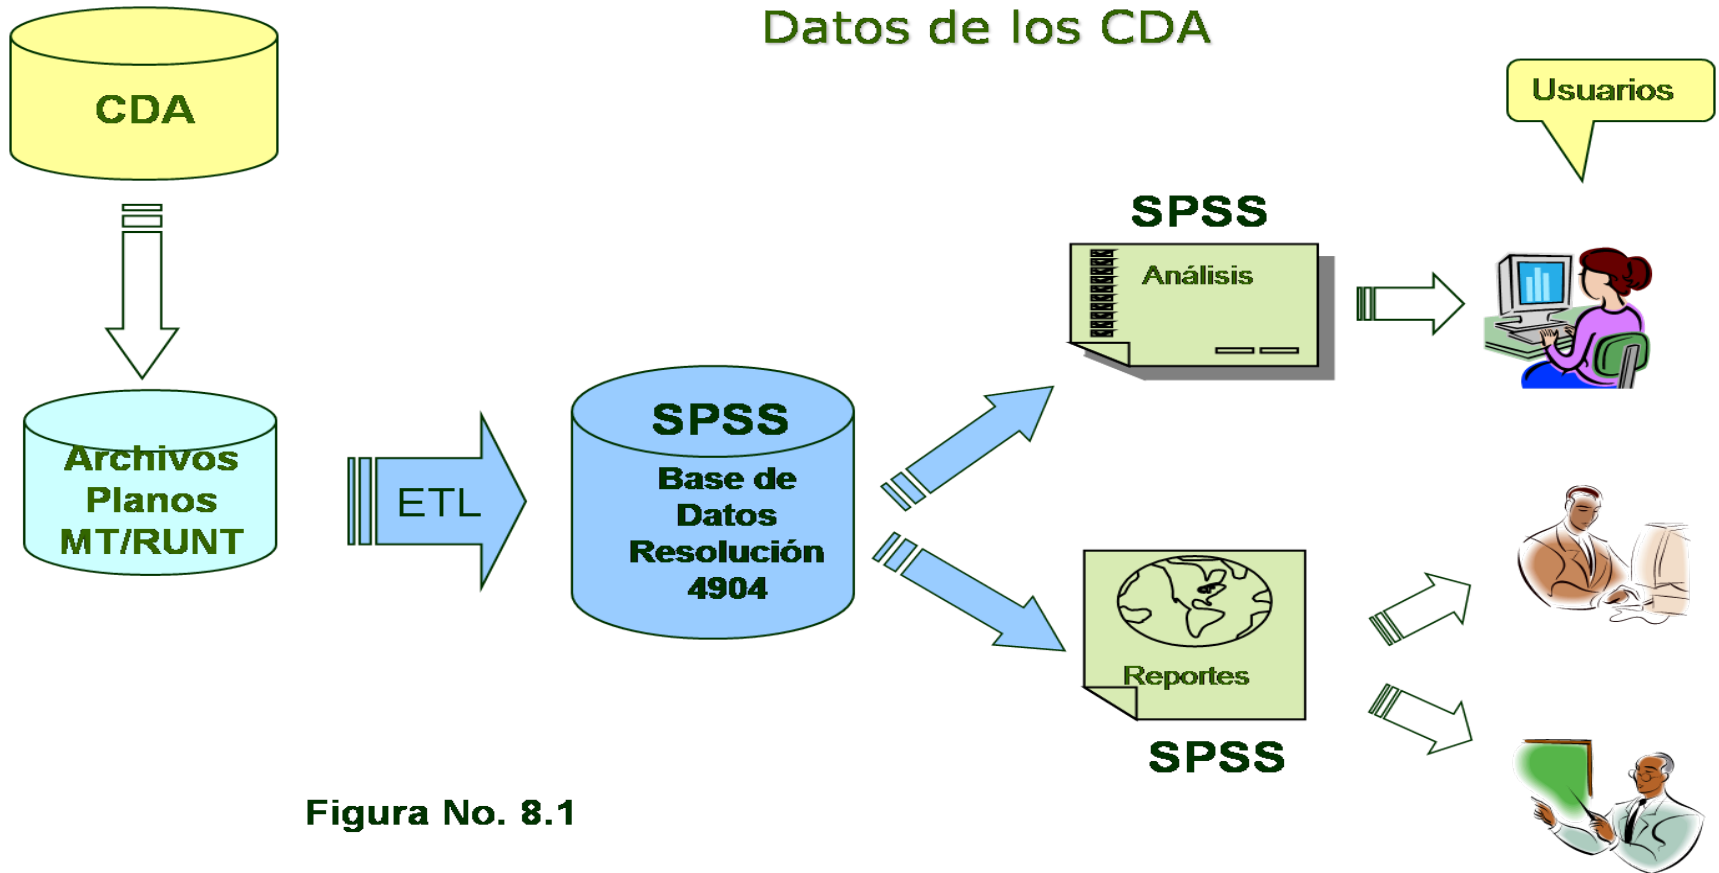 Datos de los CDA
CDA
Usuarios
SPSS
Análisis
Archivos
Planos
MT/RUNT
ETL
SPSS
Base de
Datos
Resolución
4904
Reportes
SPSS
Figura No. 8.1